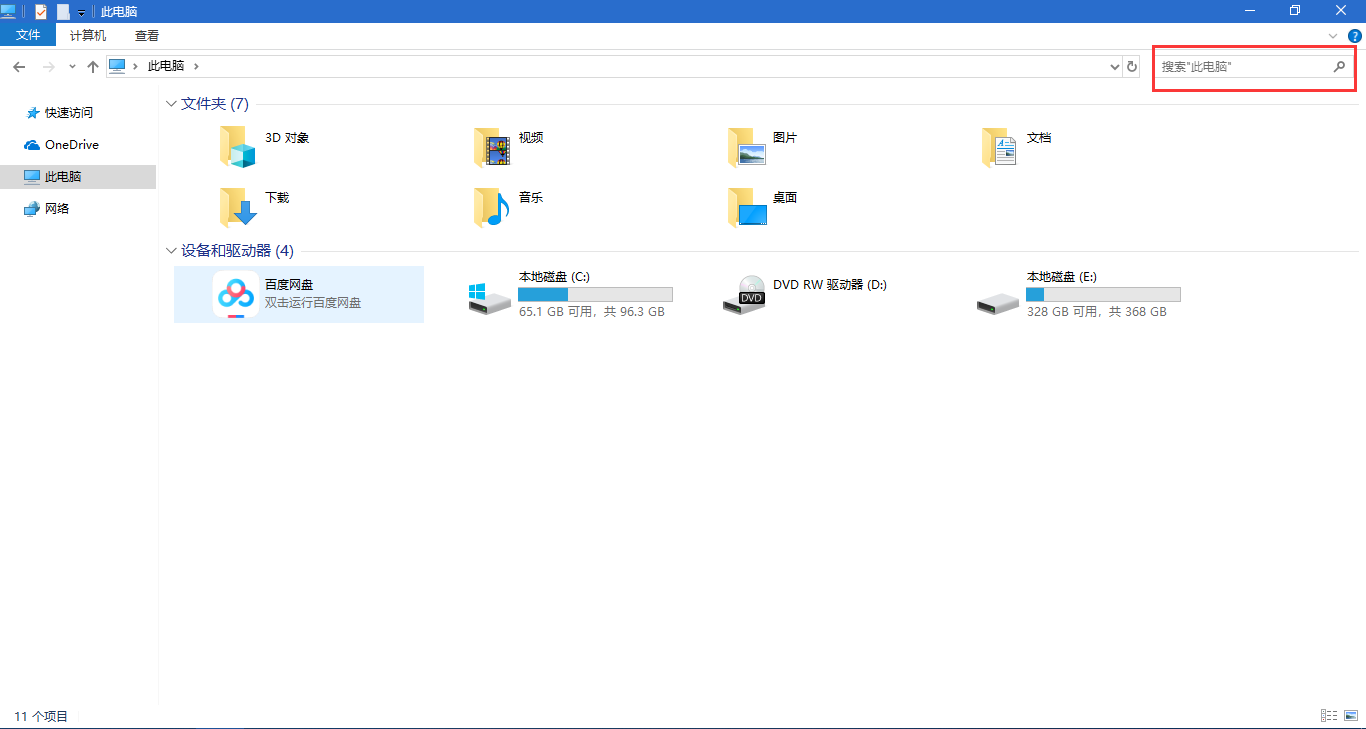 此电脑
文件 计算机 查看
此电脑
搜索"此电脑"
快速访问
OneDrive
此电脑
网络
文件夹 (7)
3D 对象
视频
图片
文档
下载
音乐
桌面
设备和驱动器 (4)
百度网盘
双击运行百度网盘
本地磁盘 (C:)
65.1 GB 可用，共 96.3 GB
DVD RW 驱动器 (D:)
DVD
本地磁盘 (E:)
328 GB 可用，共 368 GB
11 个项目